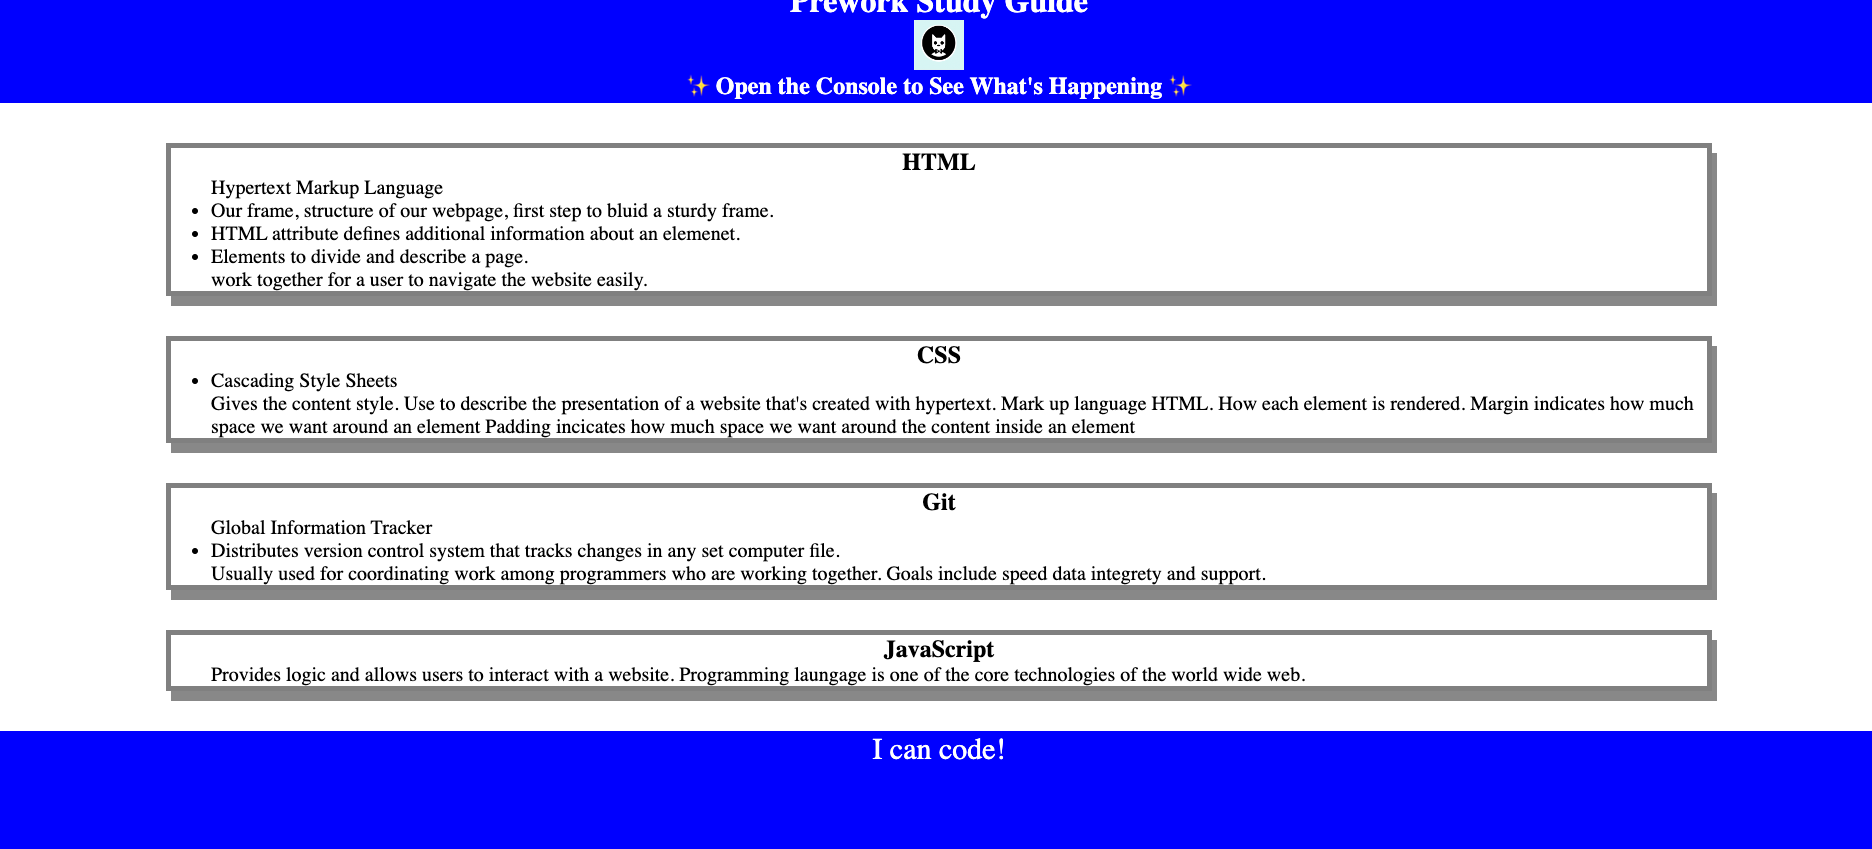 Prework Study Guide
✨ Open the Console to See What's Happening ✨
HTML
Hypertext Markup Language
• Our frame, structure of our webpage, first step to bluid a sturdy frame.
• HTML attribute defines additional information about an elemenet.
• Elements to divide and describe a page.
work together for a user to navigate the website easily.
CSS
• Cascading Style Sheets
Gives the content style. Use to describe the presentation of a website that's created with hypertext. Mark up language HTML. How each element is rendered. Margin indicates how much
space we want around an element Padding incicates how much space we want around the content inside an element
Git
Global Information Tracker
• Distributes version control system that tracks changes in any set computer file.
Usually used for coordinating work among programmers who are working together. Goals include speed data integrety and support.
JavaScript
Provides logic and allows users to interact with a website. Programming laungage is one of the core technologies of the world wide web.
I can code!